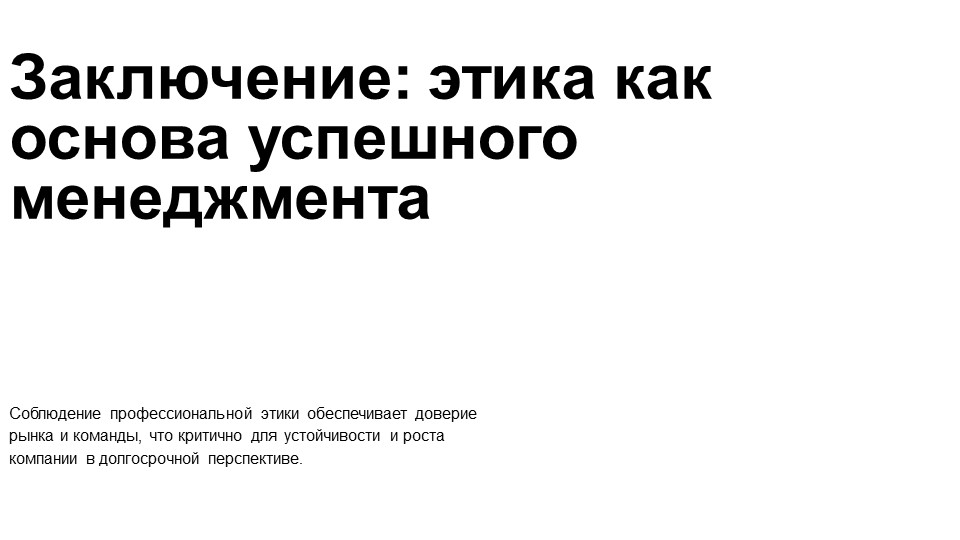 Заключение: этика как
основа успешного
менеджмента
Соблюдение профессиональной этики обеспечивает доверие
рынка и команды, что критично для устойчивости и роста
компании в долгосрочной перспективе.